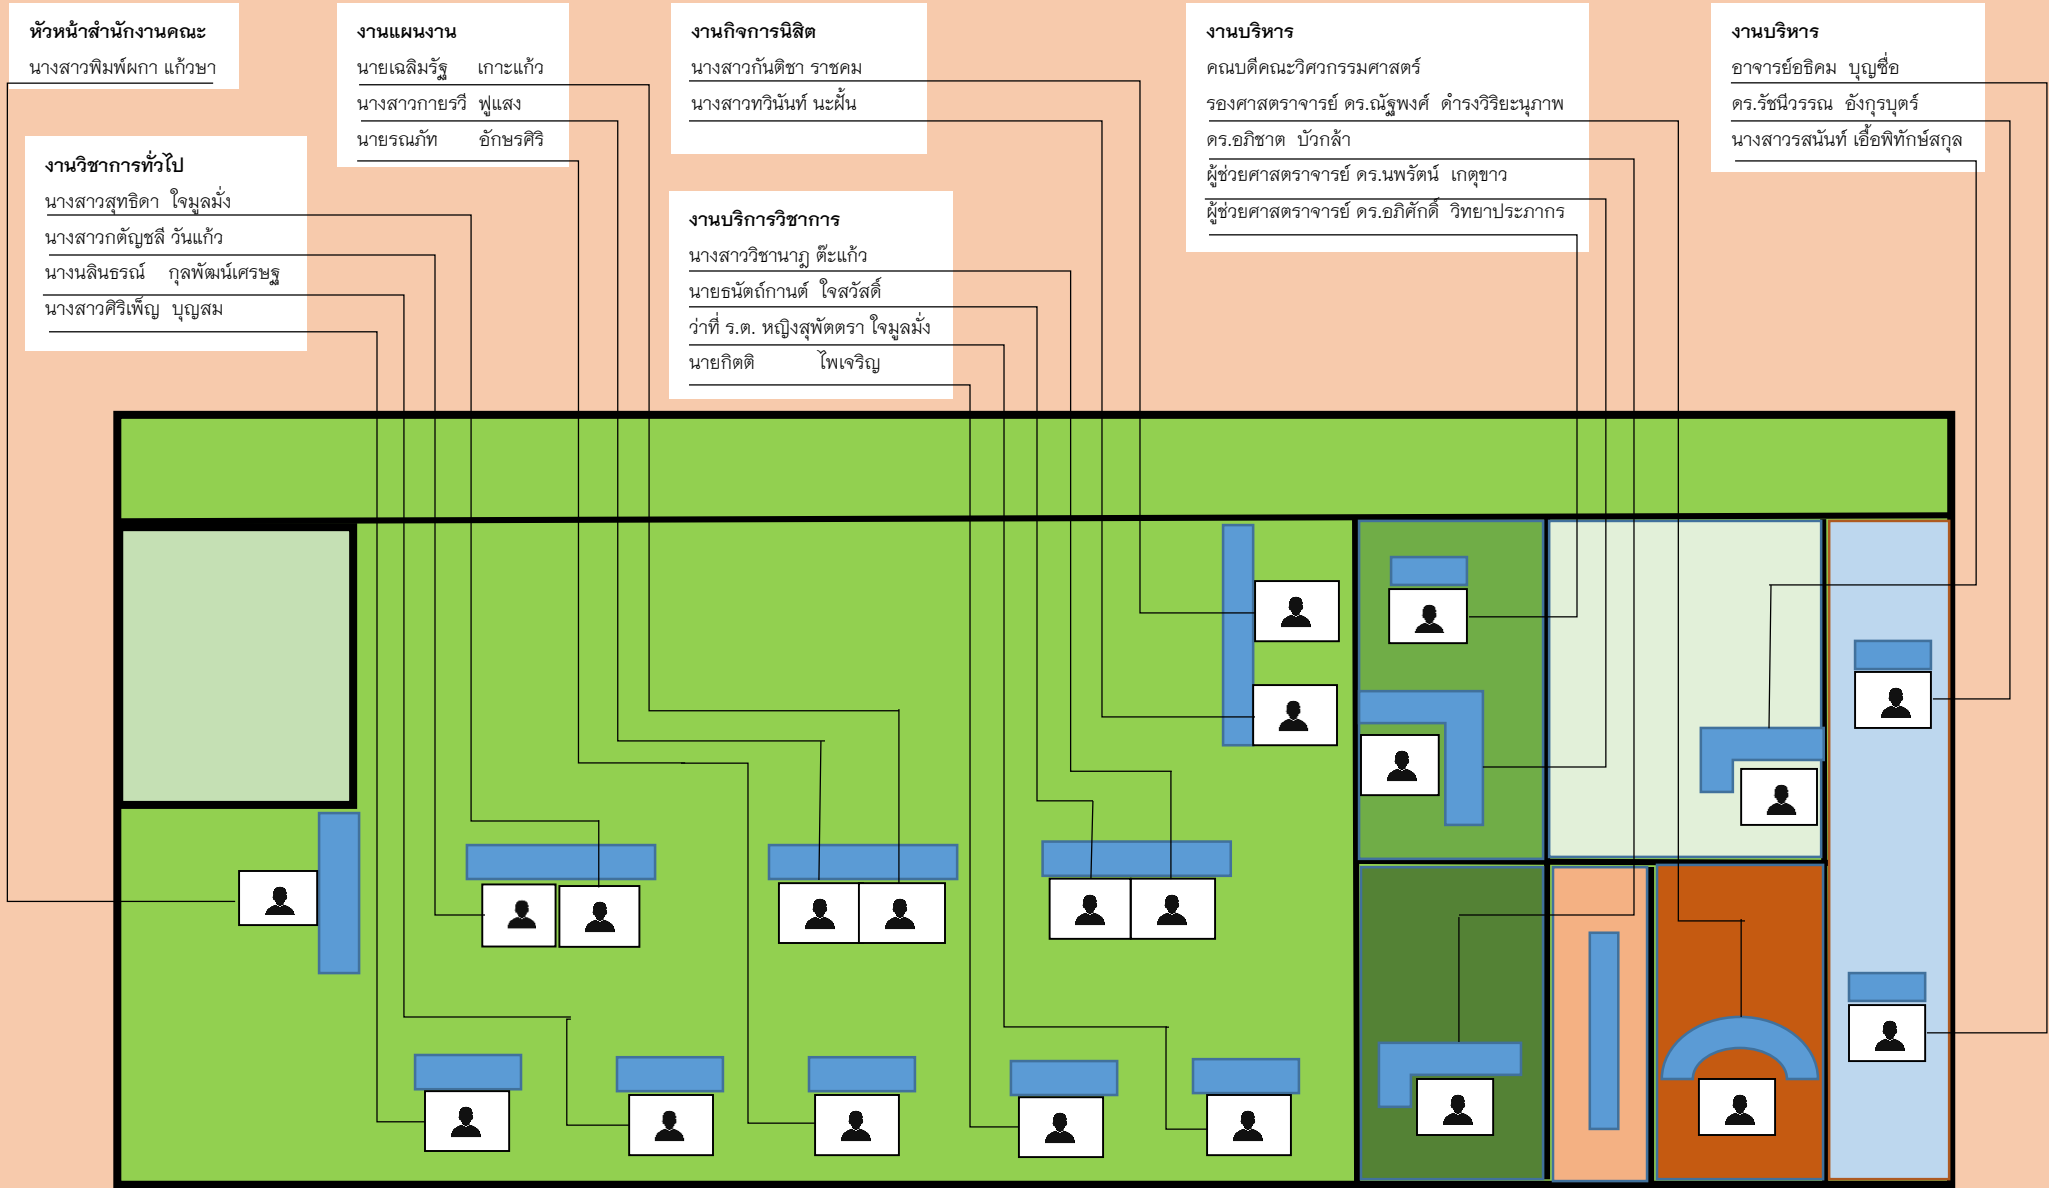 หัวหน้าสำนักงานคณะ
นางสาวพิมพ์ผกา แก้วษา
งานวิชาการทั่วไป
นางสาวสุทธิดา ใจมูลมั่ง
นางสาวกตัญชลี วันแก้ว
นางนลินธรณ์ กุลพัฒน์เศรษฐ
นางสาวศิริเพ็ญ บุญสม
งานแผนงาน
นายเฉลิมรัฐ เกาะแก้ว
นางสาวกายรวี ฟูแสง
นายรณภัท อักษรศิริ
งานกิจการนิสิต
นางสาวกันติชา ราชคม
นางสาวทวินันท์ นะฝั้น
งานบริการวิชาการ
นางสาววิชานาฎ ต๊ะแก้ว
นายธนัตถ์กานต์ ใจสวัสดิ์
ว่าที่ ร.ต. หญิงสุพัตตรา ใจมูลมั่ง
นายกิตติ ไพเจริญ
งานบริหาร
คณบดีคณะวิศวกรรมศาสตร์
รองศาสตราจารย์ ดร.ณัฐพงศ์ ดำรงวิริยะนุภาพ
ดร.อภิชาต บัวกล้า
ผู้ช่วยศาสตราจารย์ ดร.นพรัตน์ เกตุขาว
ผู้ช่วยศาสตราจารย์ ดร.อภิศักดิ์ วิทยาประภากร
งานบริหาร
อาจารย์อธิคม บุญซื่อ
ดร.รัชนีวรรณ อังกุรบุตร์
นางสาวรสนันท์ เอื้อพิทักษ์สกุล